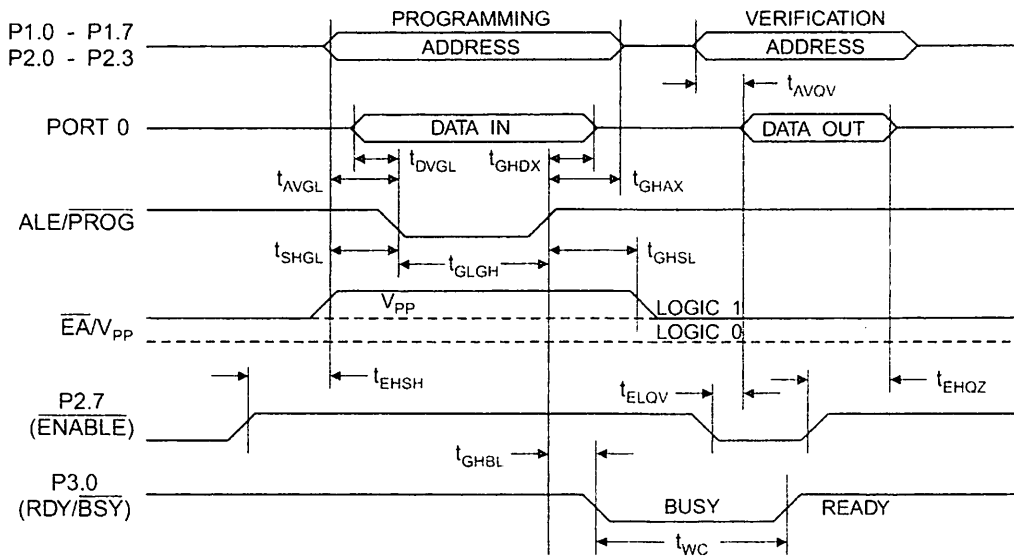 PROGRAMMING
VERIFICATION
P1.0 - P1.7
P2.0 - P2.3
ADDRESS
ADDRESS
tAVQV
PORT 0
DATA IN
DATA OUT
tDVGL
tGHDX
tAVGL
tGHAX
ALE/PROG
tSHGL
tGLGH
tGHSL
VPP
LOGIC 1
EA/VPP
LOGIC 0
tEHSH
tELQV
tEHQZ
P2.7
(ENABLE)
tGHBL
P3.0
(RDY/BSY)
BUSY
READY
tWC